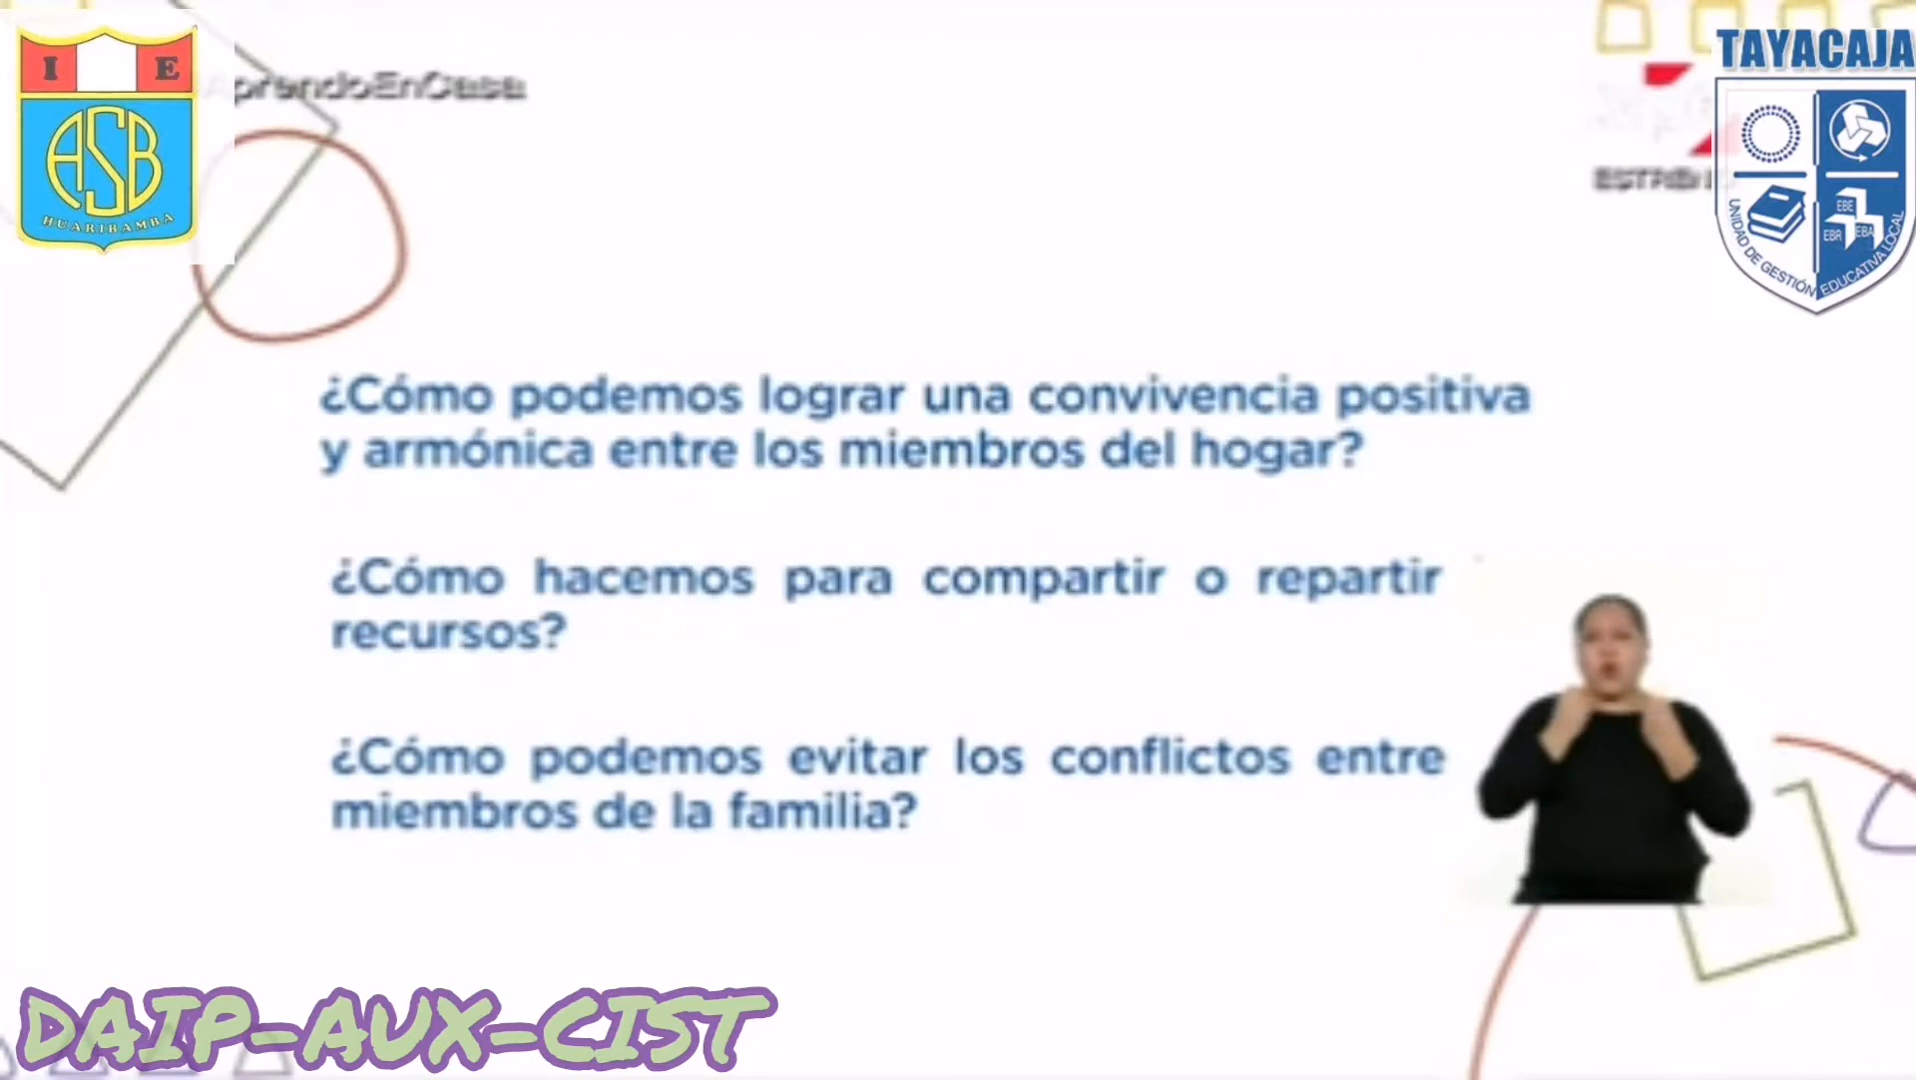 TAYACAJA
I E
prendoEnCasa
ASB
HUARIBAMBA
EBE
EBR EBA
UNIDAD DE GESTIÓN EDUCATIVA LOCAL
¿Cómo podemos lograr una convivencia positiva
y armónica entre los miembros del hogar?
¿Cómo hacemos para compartir o repartir
recursos?
¿Cómo podemos evitar los conflictos entre
miembros de la familia?
DAIP-AUX-CIST